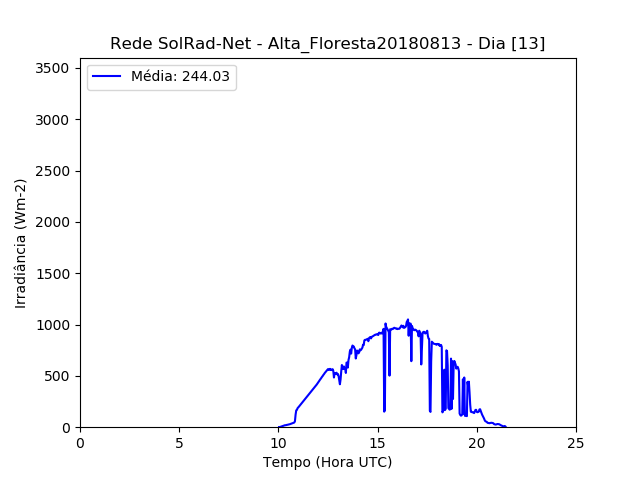 Rede SolRad-Net - Alta_Floresta20180813 - Dia [13]
Média: 244.03
Irradiância (Wm-2)
3500
3000
2500
2000
1500
1000
500
0
0 5 10 15 20 25
Tempo (Hora UTC)